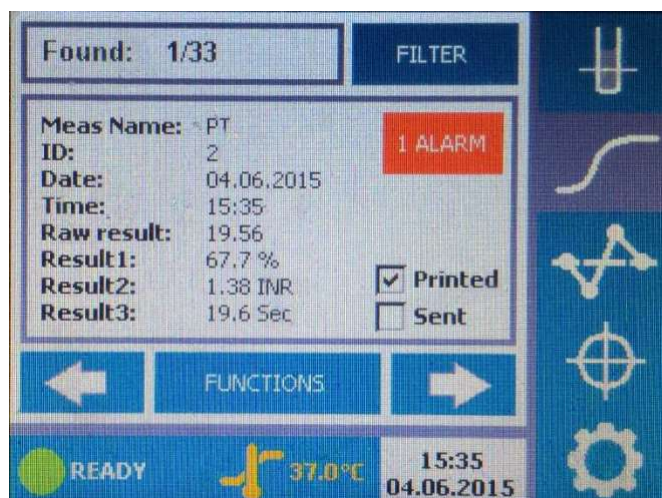 Found: 1/33
FILTER
Meas Name: PT
1 ALARM
ID: 2
Date: 04.06.2015
Time: 15:35
Raw result: 19.56
Result1: 67.7 %
Result2: 1.38 INR
Printed
Result3: 19.6 Sec
Sent
FUNCTIONS
READY
37.0°C
15:35
04.06.2015